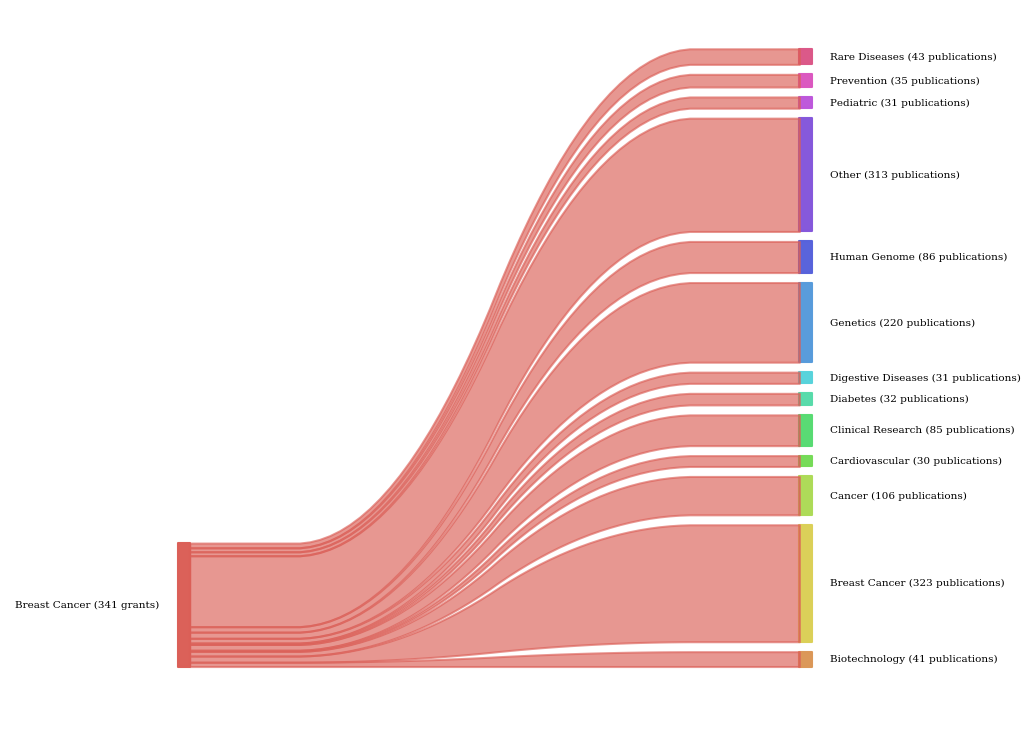 Rare Diseases (43 publications)
Prevention (35 publications)
Pediatric (31 publications)
Other (313 publications)
Human Genome (86 publications)
Genetics (220 publications)
Digestive Diseases (31 publications)
Diabetes (32 publications)
Clinical Research (85 publications)
Cardiovascular (30 publications)
Cancer (106 publications)
Breast Cancer (323 publications)
Breast Cancer (341 grants)
Biotechnology (41 publications)